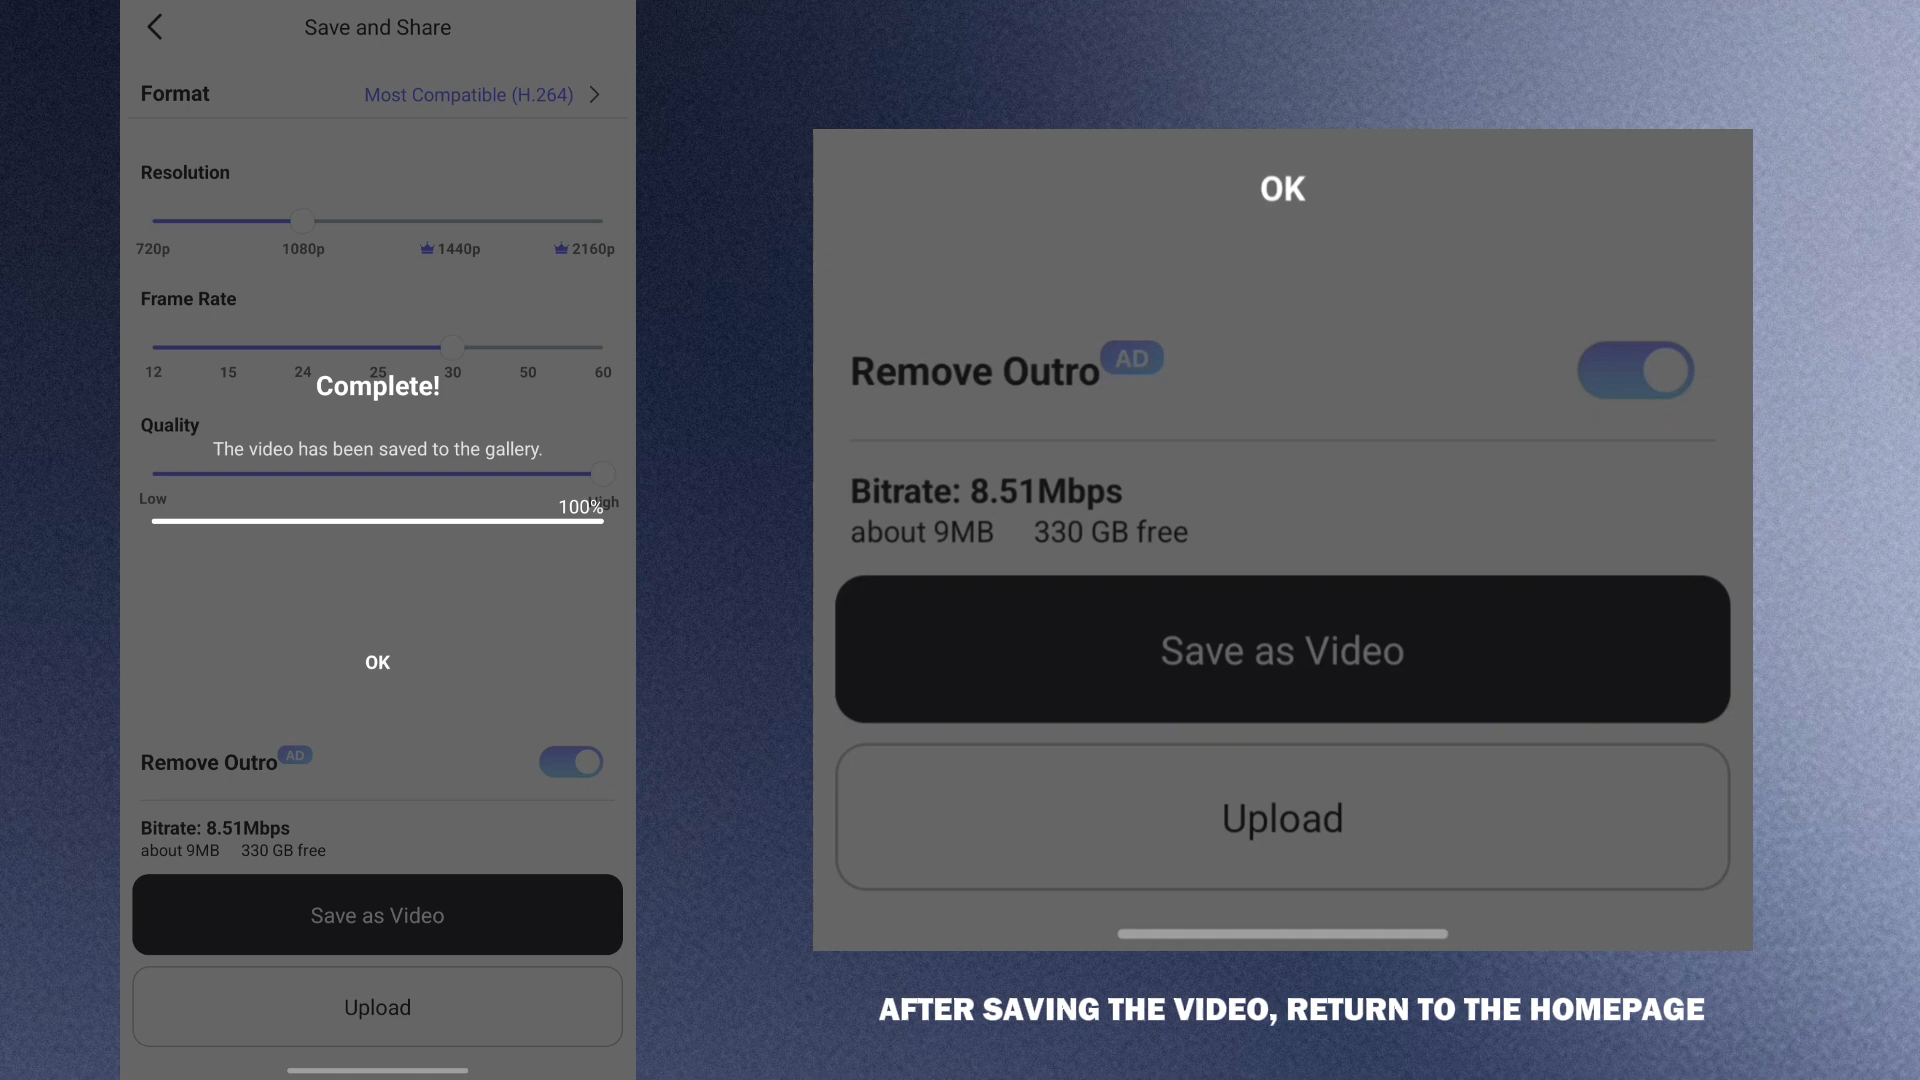 Save and Share
Format
Most Compatible (H.264)
Resolution
720p 1080p 1440p 2160p
Frame Rate
12 15 24 25 30 50 60
Complete!
Quality
The video has been saved to the gallery.
Low High
100%
OK
Remove Outro AD
Bitrate: 8.51Mbps
about 9MB 330 GB free
Save as Video
Upload
OK
Remove Outro AD
Bitrate: 8.51Mbps
about 9MB 330 GB free
Save as Video
Upload
AFTER SAVING THE VIDEO, RETURN TO THE HOMEPAGE